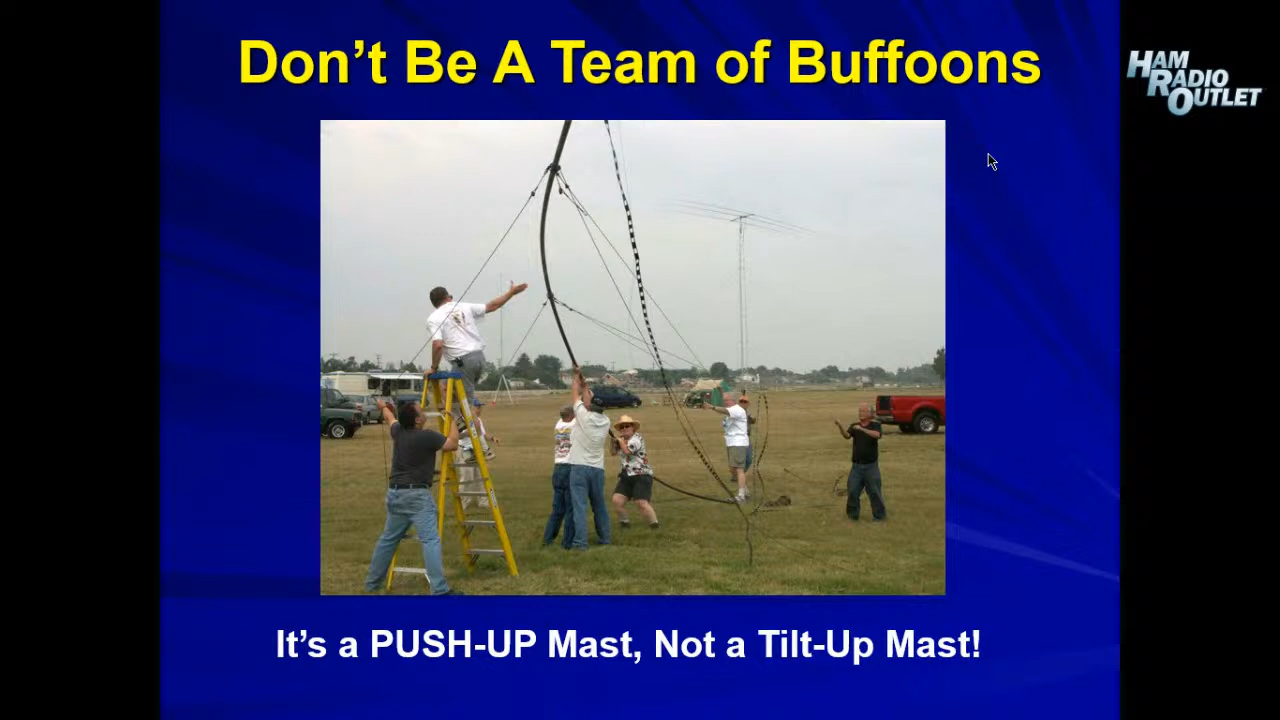 Don't Be A Team of Buffoons
HAM
RADIO
OUTLET
It's a PUSH-UP Mast, Not a Tilt-Up Mast!